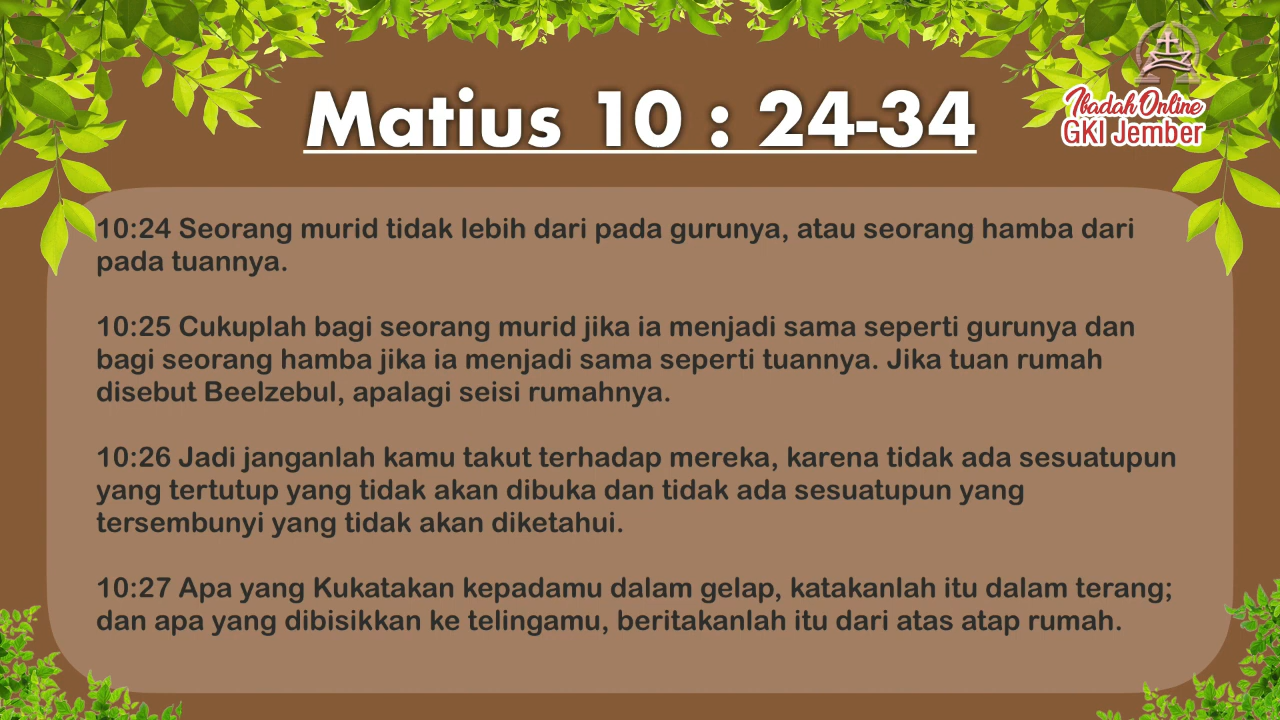 Matius 10 : 24-34
Ibadah Online
GKI Jember
10:24 Seorang murid tidak lebih dari pada gurunya, atau seorang hamba dari
pada tuannya.
10:25 Cukuplah bagi seorang murid jika ia menjadi sama seperti gurunya dan
bagi seorang hamba jika ia menjadi sama seperti tuannya. Jika tuan rumah
disebut Beelzebul, apalagi seisi rumahnya.
10:26 Jadi janganlah kamu takut terhadap mereka, karena tidak ada sesuatupun
yang tertutup yang tidak akan dibuka dan tidak ada sesuatupun yang
tersembunyi yang tidak akan diketahui.
10:27 Apa yang Kukatakan kepadamu dalam gelap, katakanlah itu dalam terang;
dan apa yang dibisikkan ke telingamu, beritakanlah itu dari atas atap rumah.